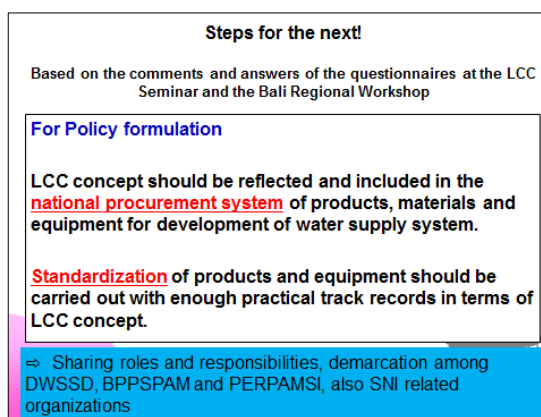 Steps for the next!
Based on the comments and answers of the questionnaires at the LCC
Seminar and the Bali Regional Workshop
For Policy formulation
LCC concept should be reflected and included in the
national procurement system of products, materials and
equipment for development of water supply system.
Standardization of products and equipment should be
carried out with enough practical track records in terms of
LCC concept.
⇨ Sharing roles and responsibilities, demarcation among
DWSSD, BPPSPAM and PERPAMSI, also SNI related
organizations